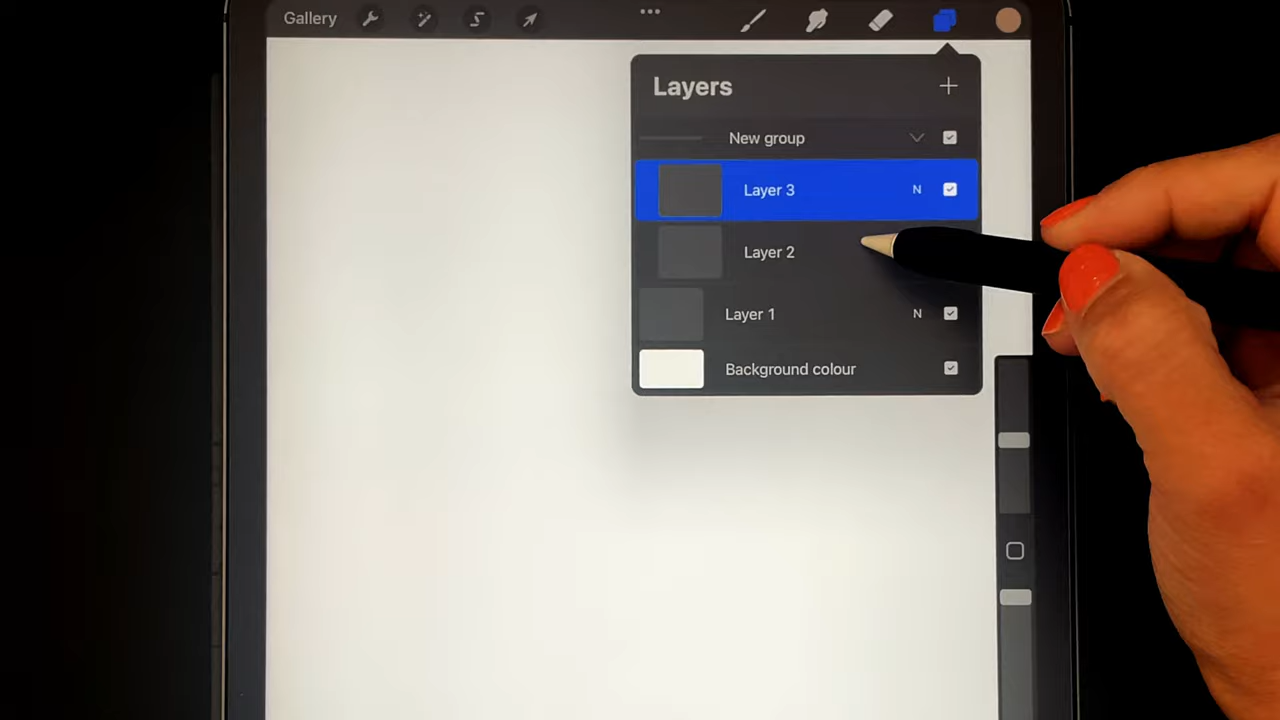 Gallery
Layers
New group
Layer 3 N
Layer 2
Layer 1 N
Background colour